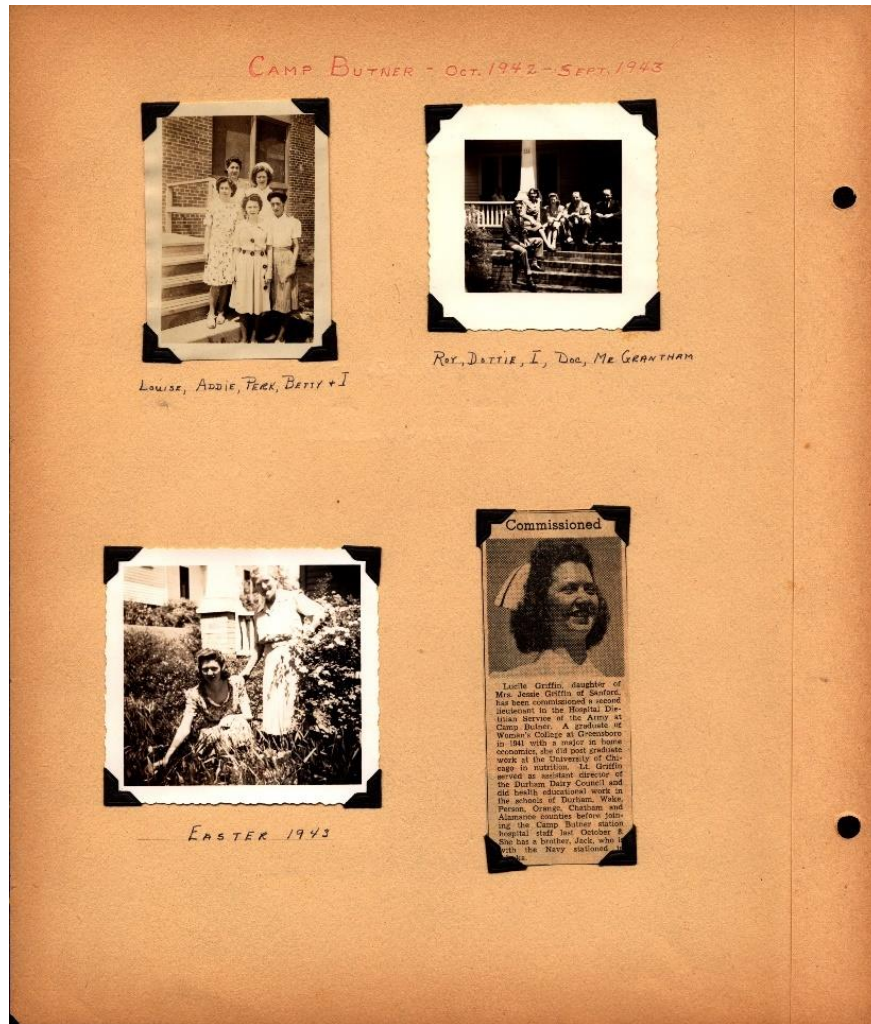 CAMP BUTNER - OCT. 1942 - SEPT, 1943
LOUISE, ADDIE, PERK, BETTY + I
ROY, DOTTIE, I, DOC, MR GRANTHAM
EASTER 1943
Commissioned
Lucile Griffin, daughter of
Mrs. Jessie Griffin of Sanford,
has been commissioned a second
lieutenant in the Hospital Die-
titian Service of the Army at
Camp Butner. A graduate of
Woman's College at Greensboro
in 1941 with a major in home
economics, she did post graduate
work at the University of Chi-
cago in nutrition. Lt. Griffin
served as assistant director of
the Durham Dairy Council and
did health educational work in
the schools of Durham, Wake,
Person, Orange, Chatham and
Alamance counties before join-
ing the Camp Butner station
hospital staff last October 8.
She has a brother, Jack, who is
with the Navy stationed